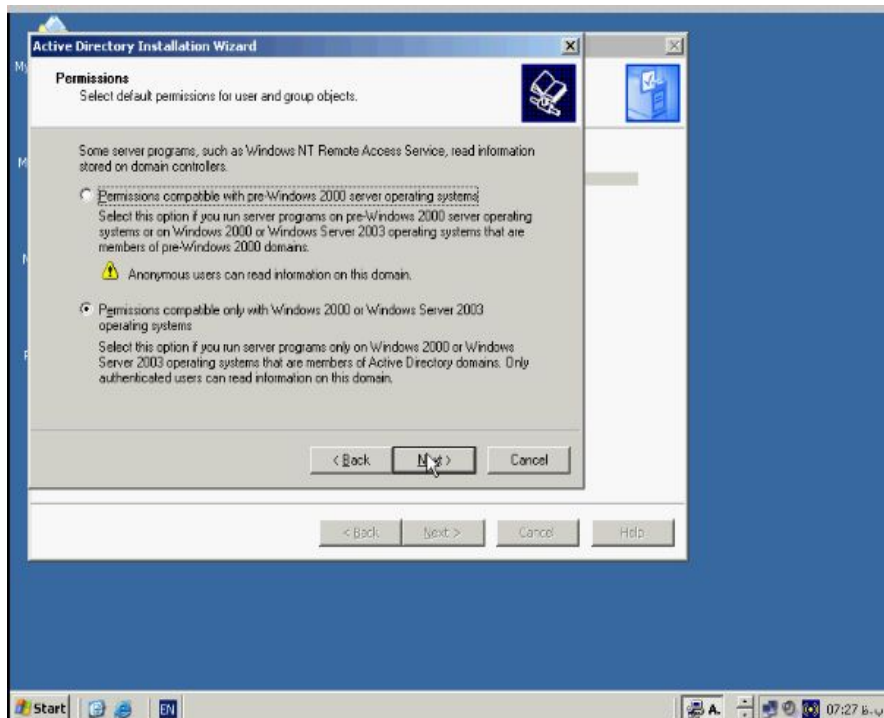 Active Directory Installation Wizard
Permissions
Select default permissions for user and group objects.
Some server programs, such as Windows NT Remote Access Service, read information
stored on domain controllers.
Permissions compatible with pre-Windows 2000 server operating systems
Select this option if you run server programs on pre-Windows 2000 server operating
systems or on Windows 2000 or Windows Server 2003 operating systems that are
members of pre-Windows 2000 domains.
Anonymous users can read information on this domain.
Permissions compatible only with Windows 2000 or Windows Server 2003
operating systems
Select this option if you run server programs only on Windows 2000 or Windows
Server 2003 operating systems that are members of Active Directory domains. Only
authenticated users can read information on this domain.
< Back Next > Cancel
< Back Next > Cancel Help
Start EN A. 07:27 ب.ظ